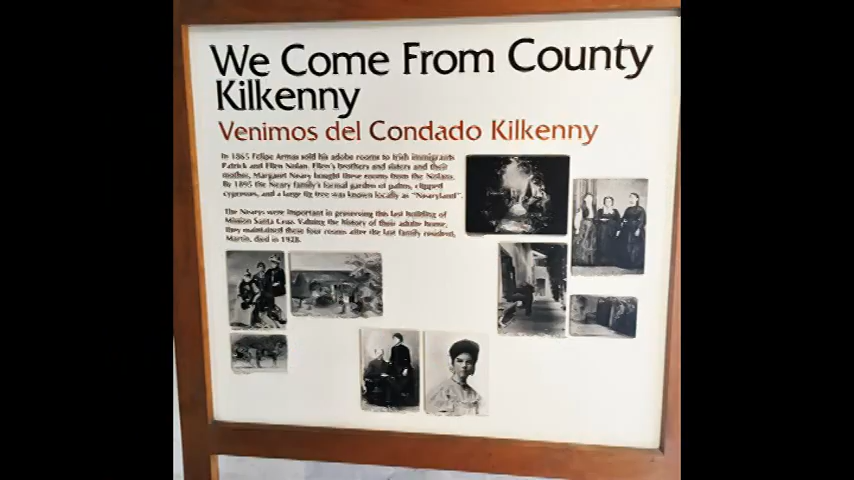 We Come From County
Kilkenny
Venimos del Condado Kilkenny
In 1865 Felipe Armas sold his adobe rooms to Irish immigrants
Patrick and Ellen Nolan. Ellen's brothers and sisters and their
mother, Margaret Neary bought these rooms from the Nolans.
By 1895 the Neary family's formal garden of palms, clipped
cypresses, and a large fig tree was known locally as "Nearyland".
The Nearys were important in preserving this last building of
Mission Santa Cruz. Valuing the history of their adobe home,
they maintained these four rooms after the last family resident,
Martin, died in 1928.